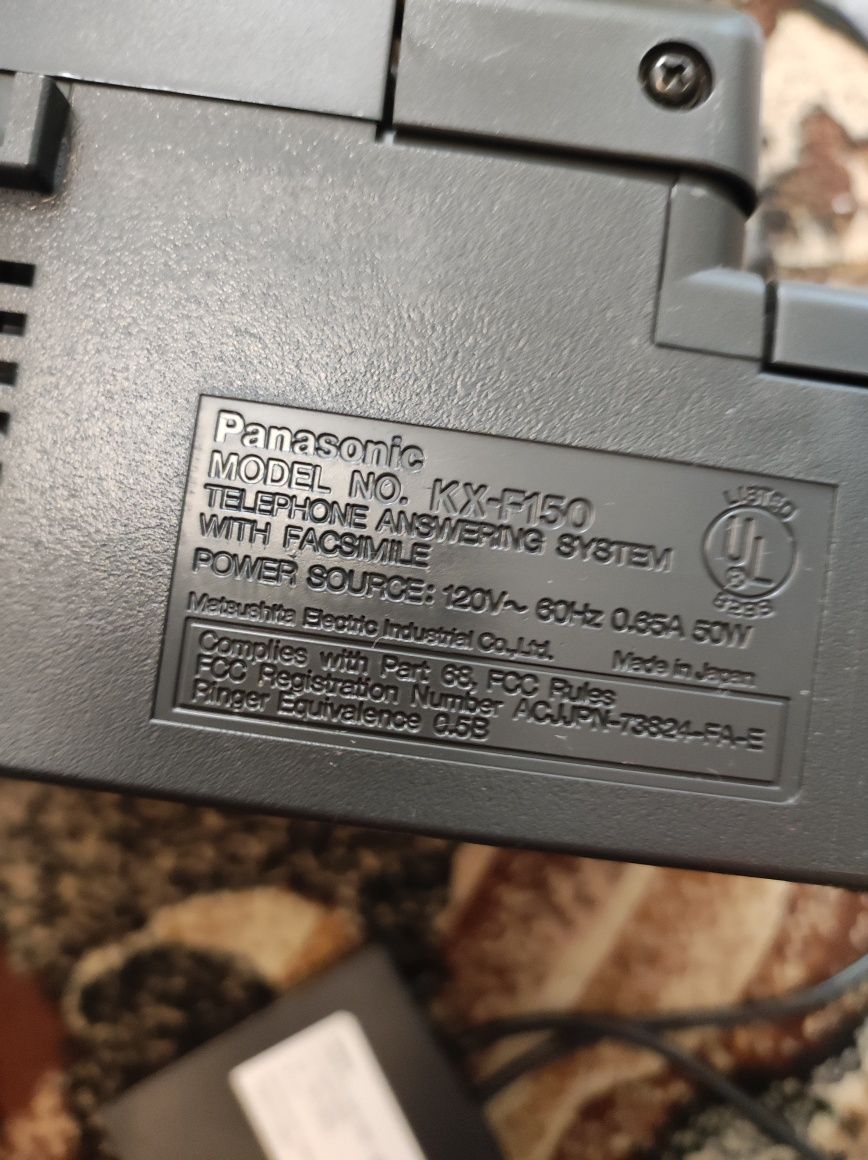 Panasonic
MODEL NO. KX-F150
TELEPHONE ANSWERING SYSTEM
WITH FACSIMILE
POWER SOURCE: 120V~ 60Hz 0.65A 50W
Matsushita Electric Industrial Co.,Ltd. Made in Japan
Complies with Part 68, FCC Rules
FCC Registration Number ACJJPN-73824-FA-E
Ringer Equivalence 0.5B
LISTED
UL